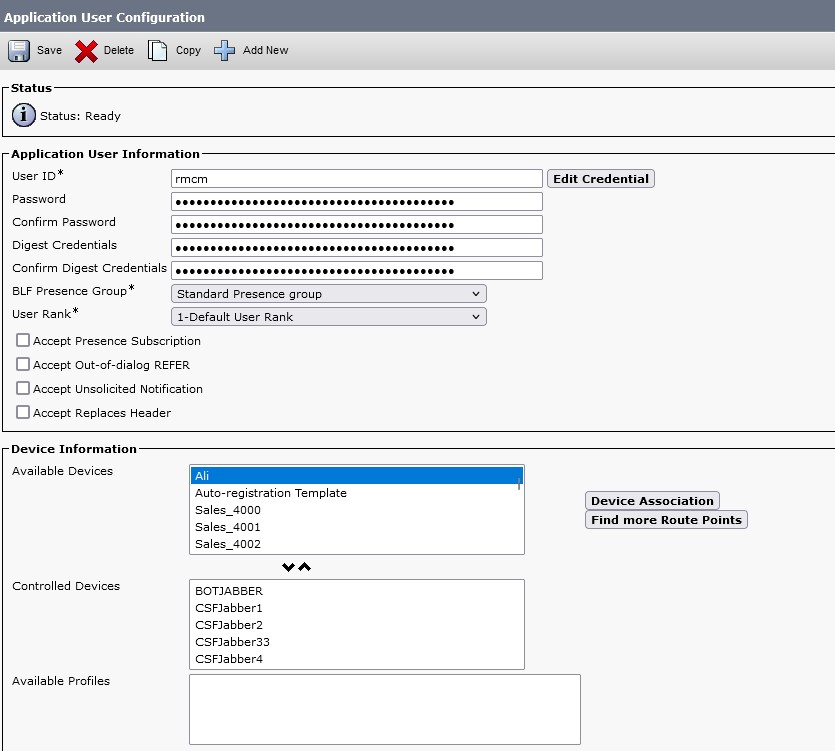 Application User Configuration
Save Delete Copy Add New
Status
i Status: Ready
Application User Information
User ID* rmcm Edit Credential
Password ••••••••••••••••••••••••••••••••••••••••
Confirm Password ••••••••••••••••••••••••••••••••••••••••
Digest Credentials ••••••••••••••••••••••••••••••••••••••••
Confirm Digest Credentials ••••••••••••••••••••••••••••••••••••••••
BLF Presence Group* Standard Presence group
User Rank* 1-Default User Rank
Accept Presence Subscription
Accept Out-of-dialog REFER
Accept Unsolicited Notification
Accept Replaces Header
Device Information
Available Devices
Ali
Auto-registration Template
Sales_4000
Sales_4001
Sales_4002
Device Association
Find more Route Points
Controlled Devices
BOTJABBER
CSFJabber1
CSFJabber2
CSFJabber33
CSFJabber4
Available Profiles